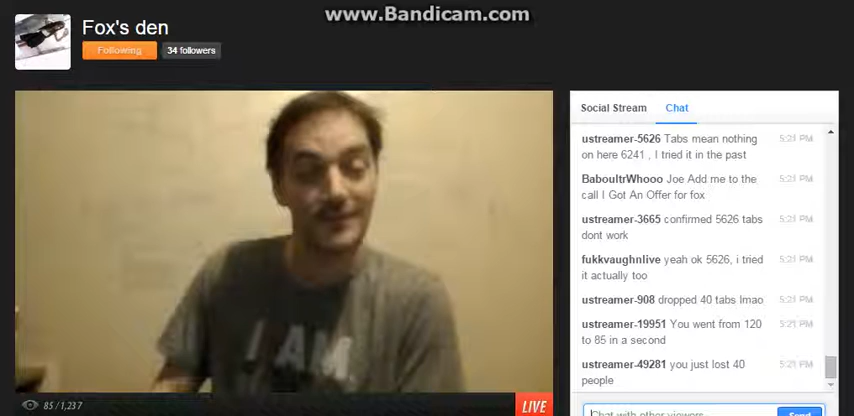 www.Bandicam.com
Fox's den
Following
34 followers
Social Stream
Chat
ustreamer-5626 Tabs mean nothing 5:21 PM
on here 6241 , I tried it in the past
BaboultrWhooo Joe Add me to the 5:21 PM
call I Got An Offer for fox
ustreamer-3665 confirmed 5626 tabs 5:21 PM
dont work
fukkvaughnlive yeah ok 5626, i tried 5:21 PM
it actually too
ustreamer-908 dropped 40 tabs lmao 5:21 PM
ustreamer-19951 You went from 120 5:21 PM
to 85 in a second
ustreamer-49281 you just lost 40 5:21 PM
people
I AM
85 / 1,237
LIVE
Chat with other viewers
Send